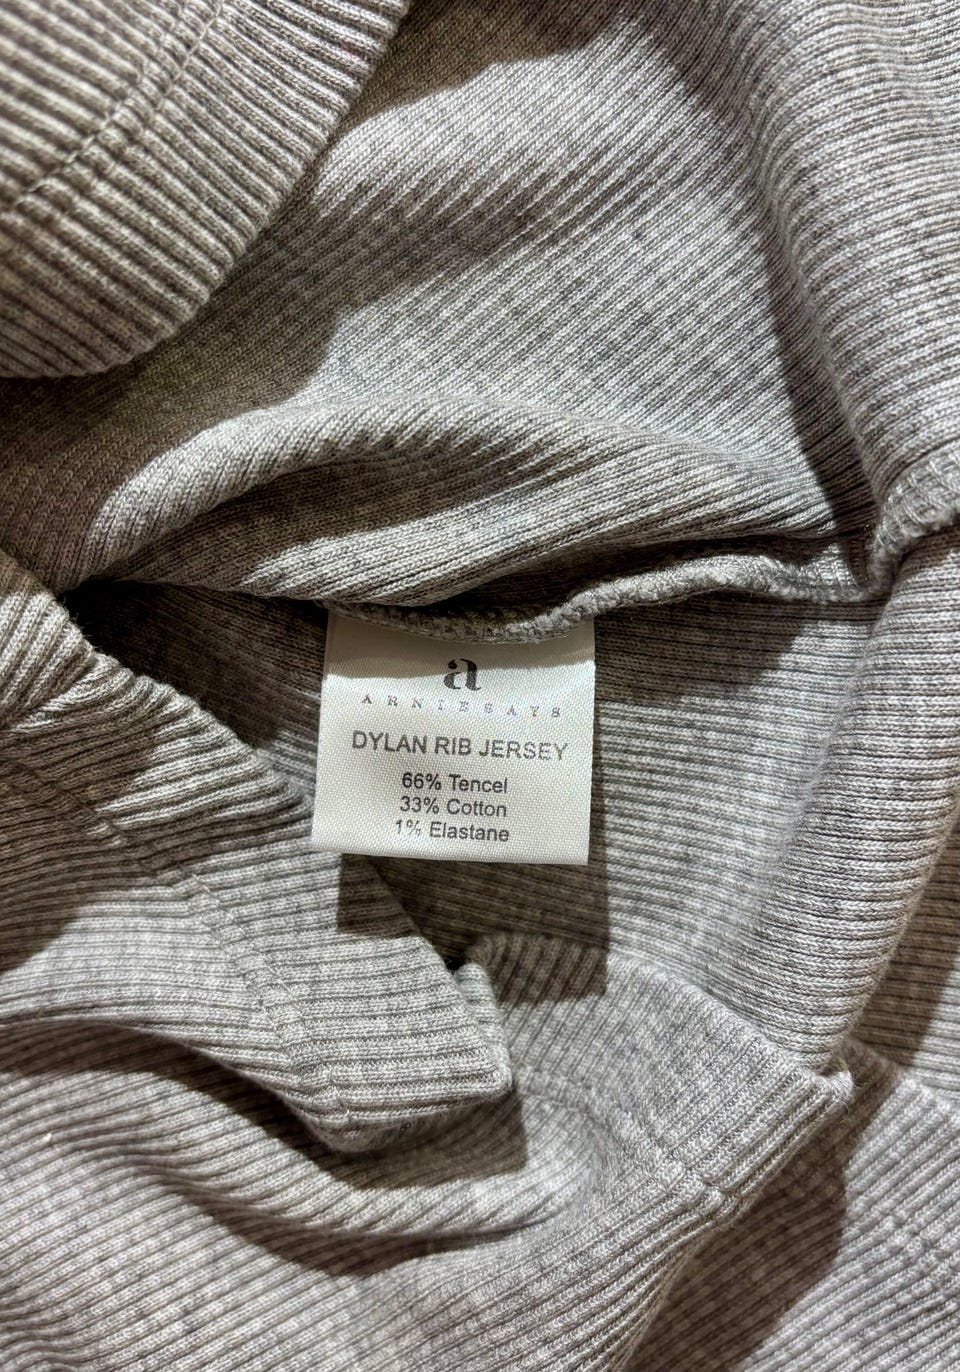 a
ARNIESAYS
DYLAN RIB JERSEY
66% Tencel
33% Cotton
1% Elastane